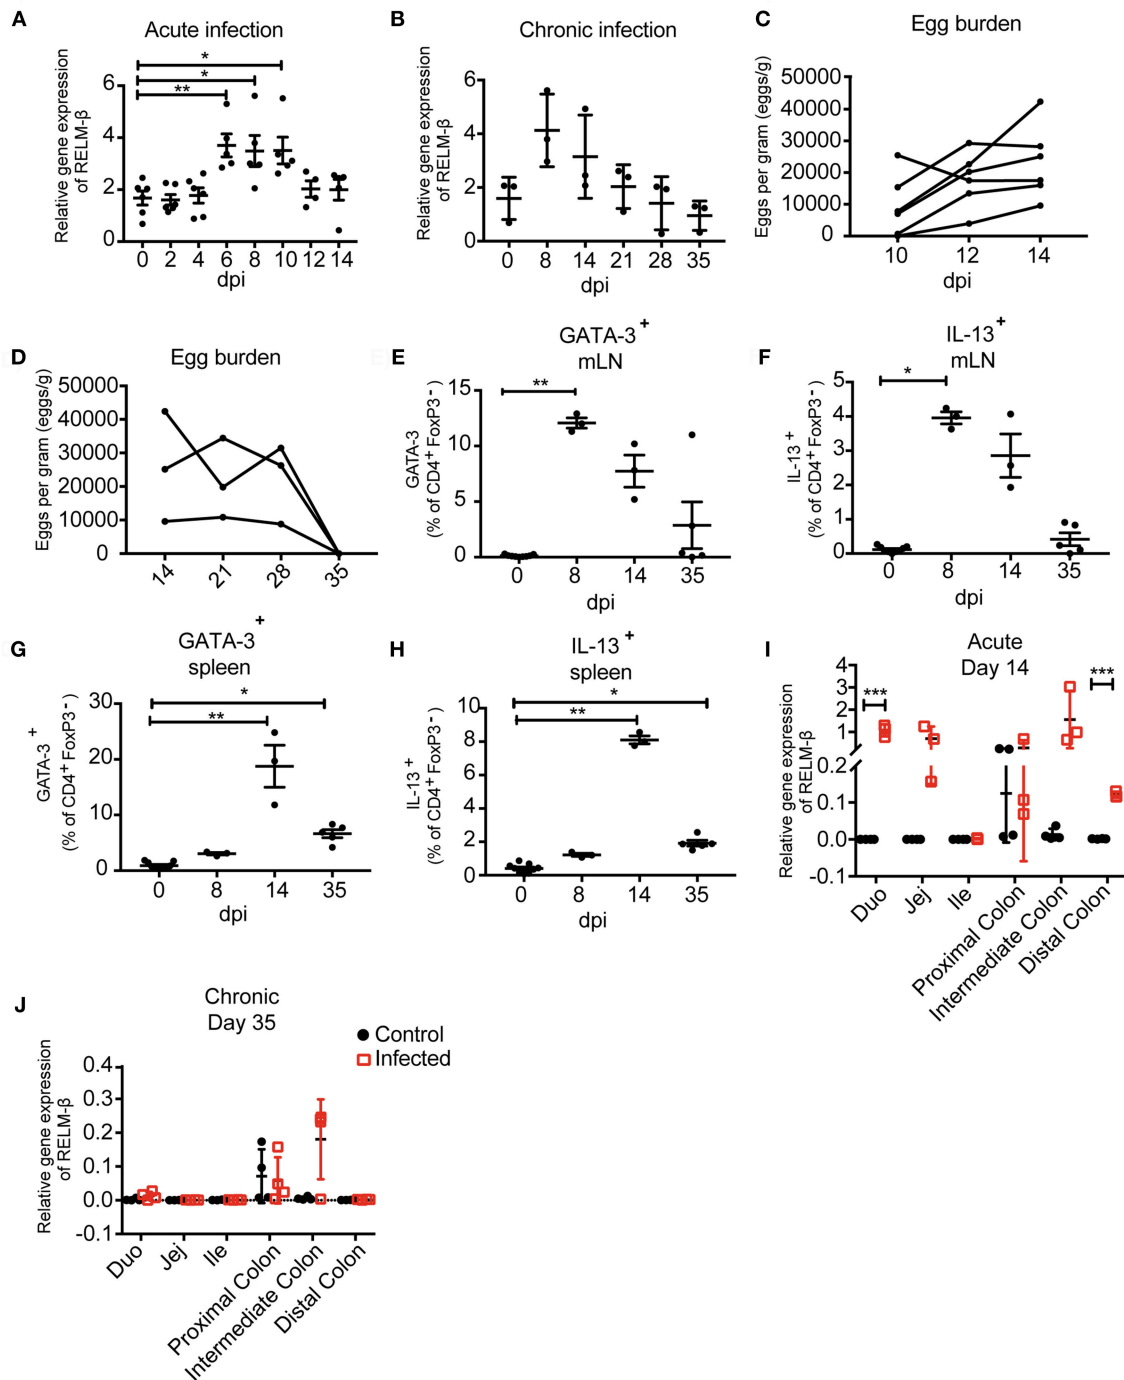 A
Acute infection
Relative gene expression
of RELM-β
6
4
2
0
*
*
**
0 2 4 6 8 10 12 14
dpi
B
Chronic infection
Relative gene expression
of RELM-β
6
4
2
0
0 8 14 21 28 35
dpi
C
Egg burden
Eggs per gram (eggs/g)
50000
40000
30000
20000
10000
0
10 12 14
dpi
D
Egg burden
Eggs per gram (eggs/g)
50000
40000
30000
20000
10000
0
14 21 28 35
E
GATA-3 +
mLN
GATA-3
(% of CD4+ FoxP3-)
15
10
5
0
**
0 8 14 35
dpi
F
IL-13 +
mLN
IL-13 +
(% of CD4+ FoxP3-)
5
4
3
2
1
0
*
0 8 14 35
dpi
G
GATA-3 +
spleen
GATA-3 +
(% of CD4+ FoxP3-)
30
20
10
0
*
**
0 8 14 35
dpi
H
IL-13 +
spleen
IL-13 +
(% of CD4+ FoxP3-)
10
8
6
4
2
0
*
**
0 8 14 35
dpi
I
Acute
Day 14
Relative gene expression
of RELM-β
4
3
2
1
0.2
0.1
0.0
-0.1
***
***
Duo
Jej
Ile
Proximal Colon
Intermediate Colon
Distal Colon
J
Chronic
Day 35
Control
Infected
Relative gene expression
of RELM-β
0.4
0.3
0.2
0.1
0.0
-0.1
Duo
Jej
Ile
Proximal Colon
Intermediate Colon
Distal Colon